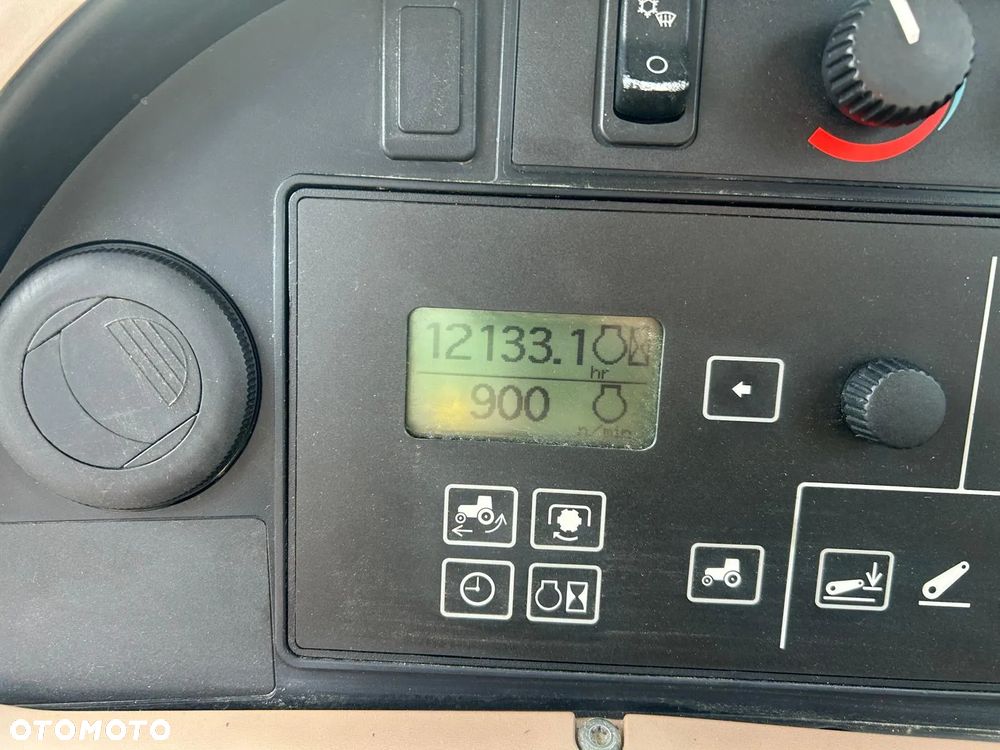 12133.1
hr
900
n/min
OTOMOTO